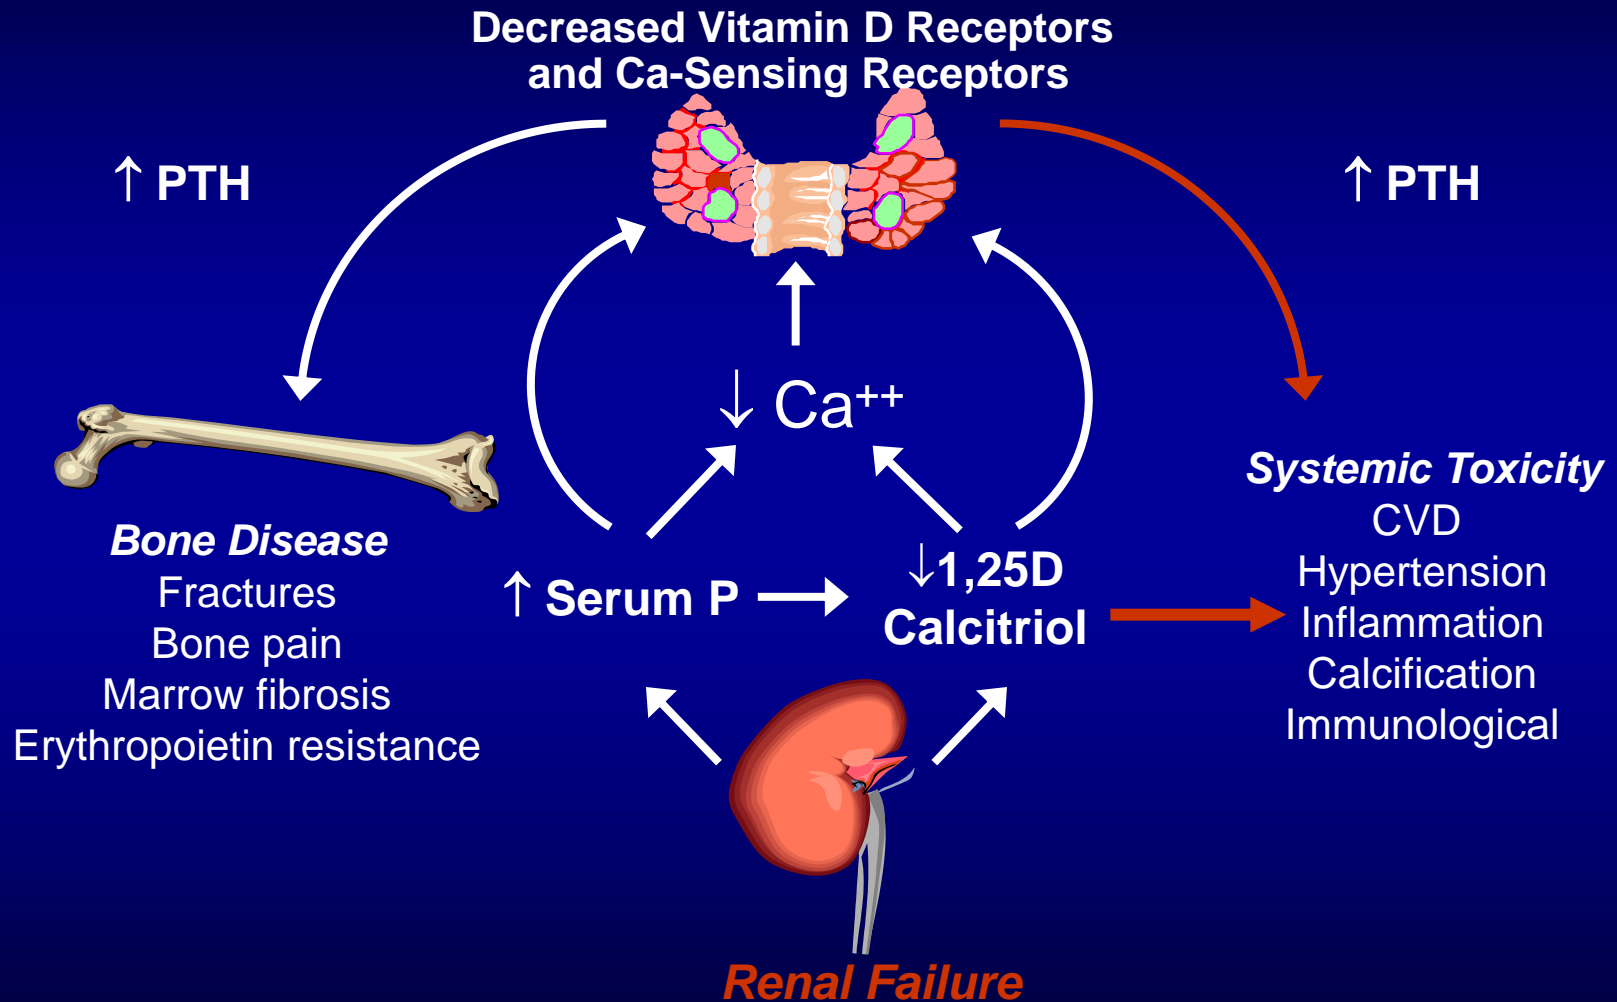 Decreased Vitamin D Receptors
and Ca-Sensing Receptors
↑ PTH
↑ PTH
↓ Ca⁺⁺
Bone Disease
Fractures
Bone pain
Marrow fibrosis
Erythropoietin resistance
↑ Serum P
↓1,25D
Calcitriol
Systemic Toxicity
CVD
Hypertension
Inflammation
Calcification
Immunological
Renal Failure